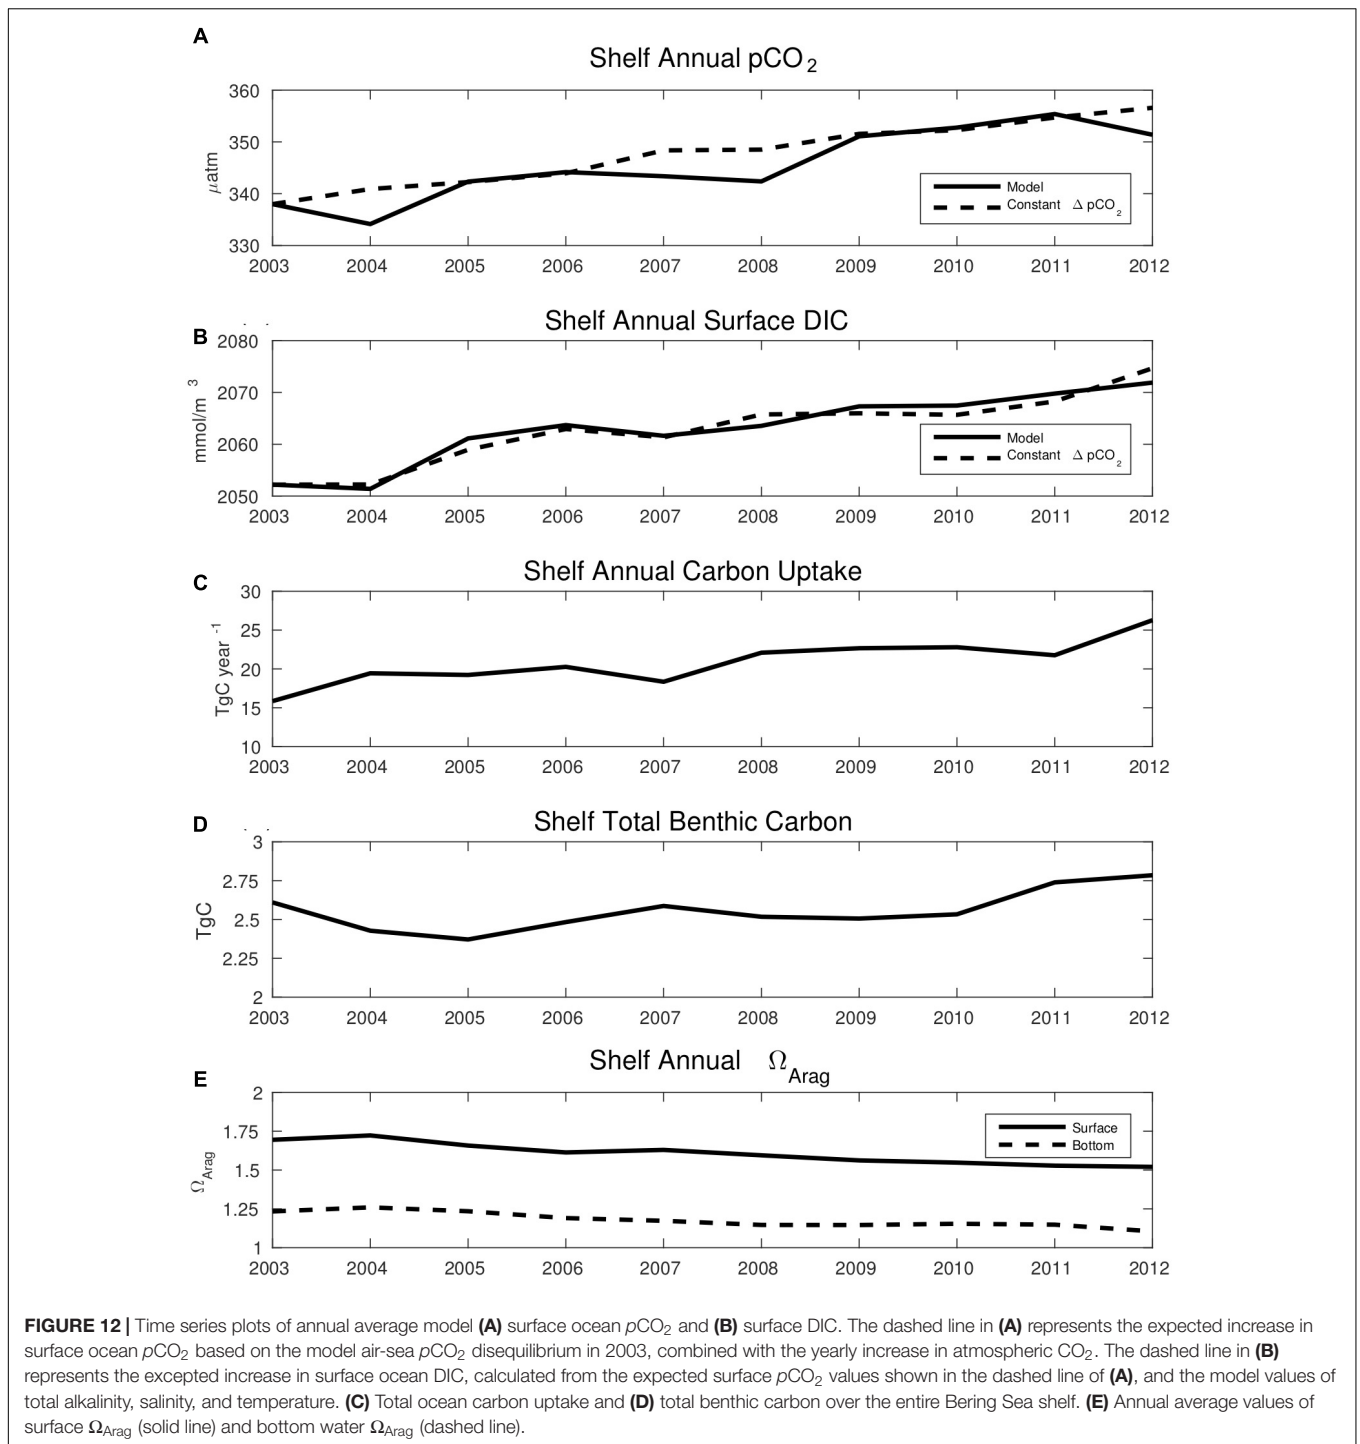 A
Shelf Annual pCO2
360
350
340
330
μatm
Model
Constant Δ pCO2
2003 2004 2005 2006 2007 2008 2009 2010 2011 2012
Shelf Annual Surface DIC
B
2080
2070
2060
2050
mmol/m 3
Model
Constant Δ pCO2
2003 2004 2005 2006 2007 2008 2009 2010 2011 2012
Shelf Annual Carbon Uptake
C
30
25
20
15
10
TgC year -1
2003 2004 2005 2006 2007 2008 2009 2010 2011 2012
Shelf Total Benthic Carbon
D
3
2.75
2.5
2.25
2
TgC
2003 2004 2005 2006 2007 2008 2009 2010 2011 2012
Shelf Annual ΩArag
E
2
1.75
1.5
1.25
1
ΩArag
Surface
Bottom
2003 2004 2005 2006 2007 2008 2009 2010 2011 2012
FIGURE 12 | Time series plots of annual average model (A) surface ocean pCO2 and (B) surface DIC. The dashed line in (A) represents the expected increase in
surface ocean pCO2 based on the model air-sea pCO2 disequilibrium in 2003, combined with the yearly increase in atmospheric CO2. The dashed line in (B)
represents the excepted increase in surface ocean DIC, calculated from the expected surface pCO2 values shown in the dashed line of (A), and the model values of
total alkalinity, salinity, and temperature. (C) Total ocean carbon uptake and (D) total benthic carbon over the entire Bering Sea shelf. (E) Annual average values of
surface ΩArag (solid line) and bottom water ΩArag (dashed line).